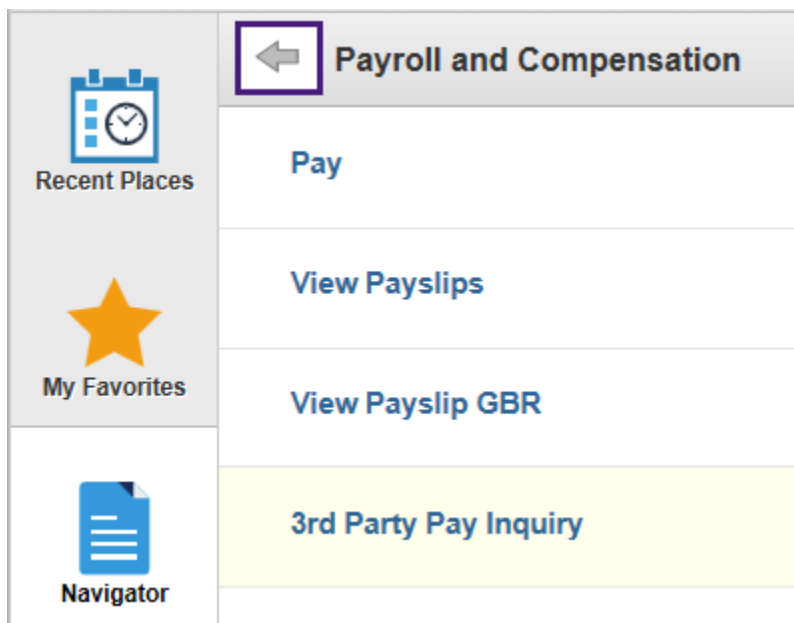 Payroll and Compensation
Recent Places
Pay
View Payslips
My Favorites
View Payslip GBR
3rd Party Pay Inquiry
Navigator